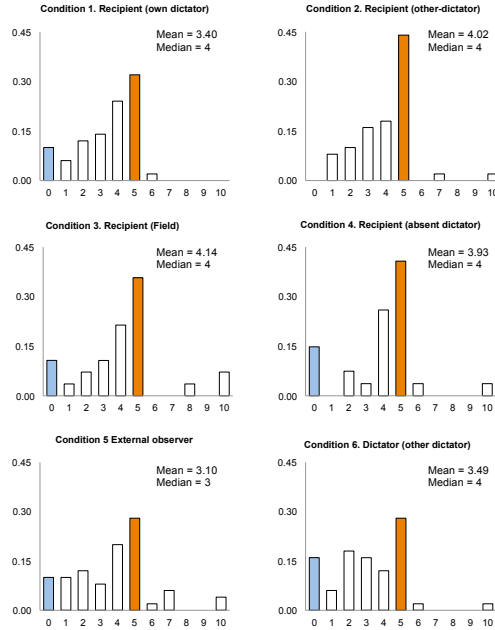 Condition 1. Recipient (own dictator)
Mean = 3.40
Median = 4
0.45
0.30
0.15
0.00
0 1 2 3 4 5 6 7 8 9 10
Condition 2. Recipient (other-dictator)
Mean = 4.02
Median = 4
0.45
0.30
0.15
0.00
0 1 2 3 4 5 6 7 8 9 10
Condition 3. Recipient (Field)
Mean = 4.14
Median = 4
0.45
0.30
0.15
0.00
0 1 2 3 4 5 6 7 8 9 10
Condition 4. Recipient (absent dictator)
Mean = 3.93
Median = 4
0.45
0.30
0.15
0.00
0 1 2 3 4 5 6 7 8 9 10
Condition 5 External observer
Mean = 3.10
Median = 3
0.45
0.30
0.15
0.00
0 1 2 3 4 5 6 7 8 9 10
Condition 6. Dictator (other dictator)
Mean = 3.49
Median = 4
0.45
0.30
0.15
0.00
0 1 2 3 4 5 6 7 8 9 10